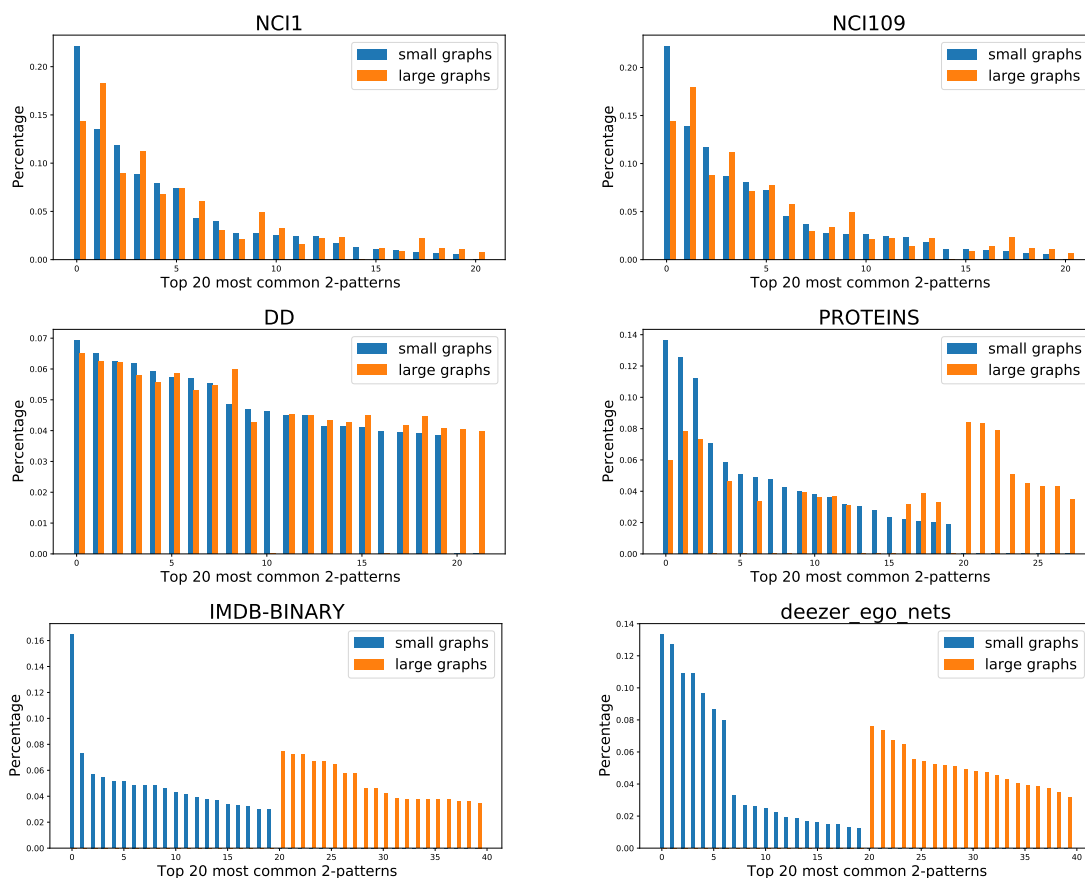 NCI1
small graphs
large graphs
Percentage
0.20
0.15
0.10
0.05
0.00
0 5 10 15 20
Top 20 most common 2-patterns
NCI109
small graphs
large graphs
Percentage
0.20
0.15
0.10
0.05
0.00
0 5 10 15 20
Top 20 most common 2-patterns
DD
small graphs
large graphs
Percentage
0.07
0.06
0.05
0.04
0.03
0.02
0.01
0.00
0 5 10 15 20
Top 20 most common 2-patterns
PROTEINS
small graphs
large graphs
Percentage
0.14
0.12
0.10
0.08
0.06
0.04
0.02
0.00
0 5 10 15 20 25
Top 20 most common 2-patterns
IMDB-BINARY
small graphs
large graphs
Percentage
0.16
0.14
0.12
0.10
0.08
0.06
0.04
0.02
0.00
0 5 10 15 20 25 30 35 40
Top 20 most common 2-patterns
deezer_ego_nets
small graphs
large graphs
Percentage
0.14
0.12
0.10
0.08
0.06
0.04
0.02
0.00
0 5 10 15 20 25 30 35 40
Top 20 most common 2-patterns